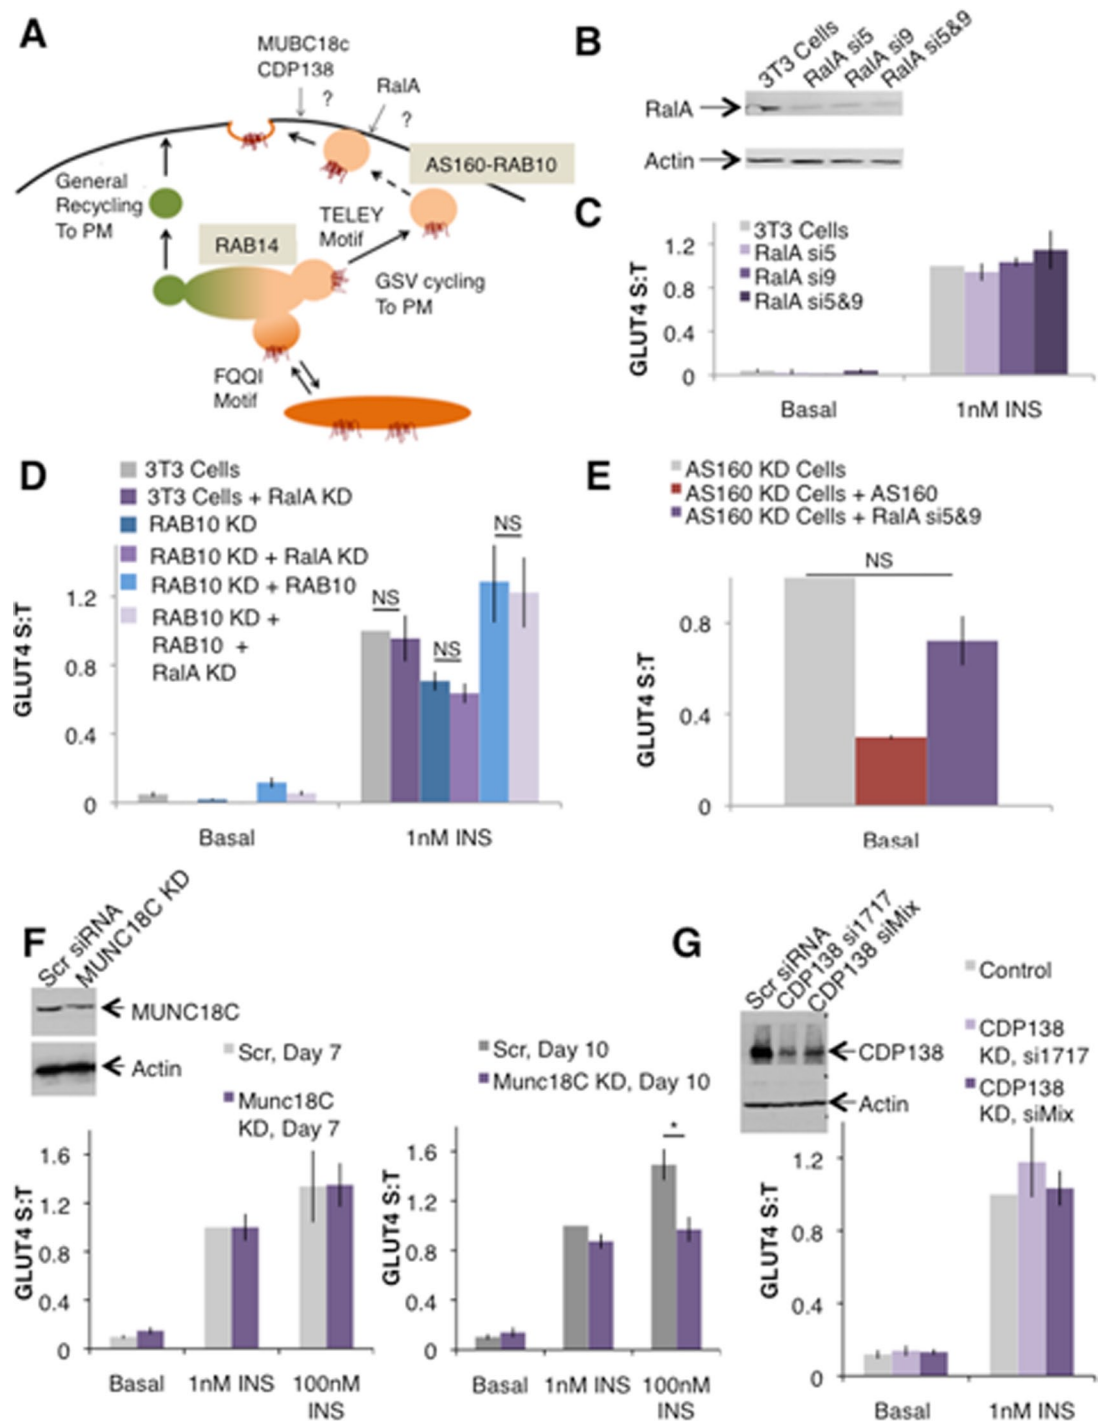 A
MUBC18c
CDP138
?
RalA
?
AS160-RAB10
General
Recycling
To PM
TELEY
Motif
RAB14
GSV cycling
To PM
FQQI
Motif
B
3T3 Cells
RalA si5
RalA si9
RalA si5&9
RalA
Actin
C
3T3 Cells
RalA si5
RalA si9
RalA si5&9
GLUT4 S:T
1.2
0.8
0.4
0
Basal
1nM INS
D
3T3 Cells
3T3 Cells + RalA KD
RAB10 KD
RAB10 KD + RalA KD
RAB10 KD + RAB10
RAB10 KD +
RAB10 +
RalA KD
NS
NS
NS
GLUT4 S:T
1.2
0.8
0.4
0
Basal
1nM INS
E
AS160 KD Cells
AS160 KD Cells + AS160
AS160 KD Cells + RalA si5&9
NS
GLUT4 S:T
0.8
0.4
0
Basal
F
Scr siRNA
MUNC18C KD
MUNC18C
Actin
Scr, Day 7
Munc18C
KD, Day 7
GLUT4 S:T
1.6
1.2
0.8
0.4
0
Basal
1nM INS
100nM
INS
Scr, Day 10
Munc18C KD, Day 10
*
GLUT4 S:T
1.6
1.2
0.8
0.4
0
Basal
1nM INS
100nM
INS
G
Scr siRNA
CDP138 si1717
CDP138 siMix
CDP138
Actin
Control
CDP138
KD, si1717
CDP138
KD, siMix
GLUT4 S:T
1.2
0.8
0.4
0
Basal
1nM INS